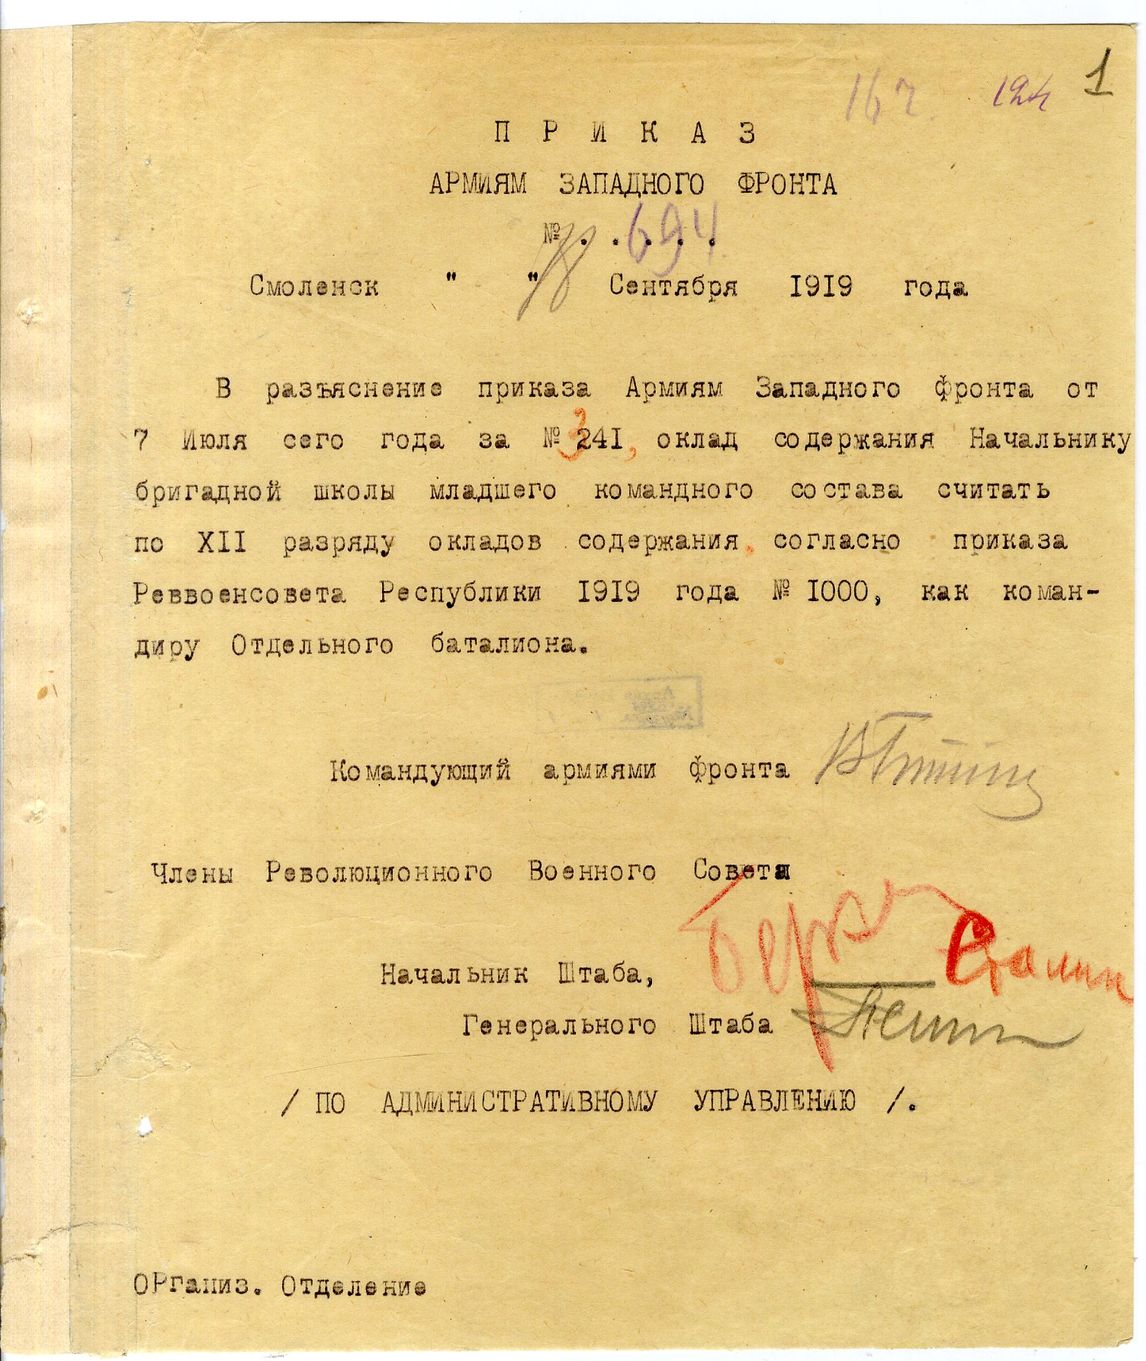 1
124
167.
П Р И К А З
АРМИЯМ ЗАПАДНОГО ФРОНТА
№ . . . . . 694
Смоленск " 18 " Сентября 1919 года
В разъяснение приказа Армиям Западного фронта от
7 Июля сего года за № 3241, оклад содержания Начальнику
бригадной школы младшего командного состава считать
по XII разряду окладов содержания, согласно приказа
Реввоенсовета Республики 1919 года № 1000, как коман-
диру Отдельного баталиона.
Командующий армиями фронта
Члены Революционного Военного Совета
Сталин
Начальник Штаба,
Генерального Штаба
/ ПО АДМИНИСТРАТИВНОМУ УПРАВЛЕНИЮ /.
ОРганиз. Отделение